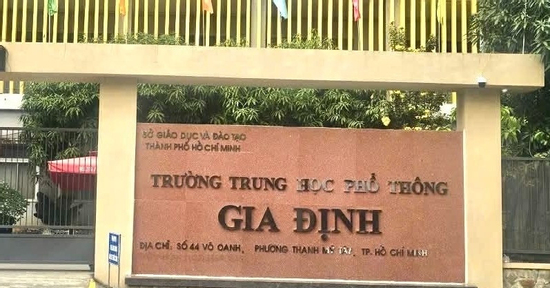 SỞ GIÁO DỤC VÀ ĐÀO TẠO
THÀNH PHỐ HỒ CHÍ MINH
TRƯỜNG TRUNG HỌC PHỔ THÔNG
GIA ĐỊNH
ĐỊA CHỈ: SỐ 44 VÕ OANH, PHƯỜNG THẠNH MỸ TÂY, TP. HỒ CHÍ MINH